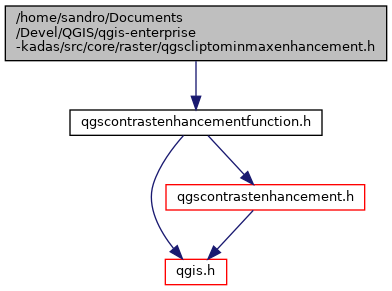 /home/sandro/Documents
/Devel/QGIS/qgis-enterprise
-kadas/src/core/raster/qgscliptominmaxenhancement.h
qgscontrastenhancementfunction.h
qgscontrastenhancement.h
qgis.h